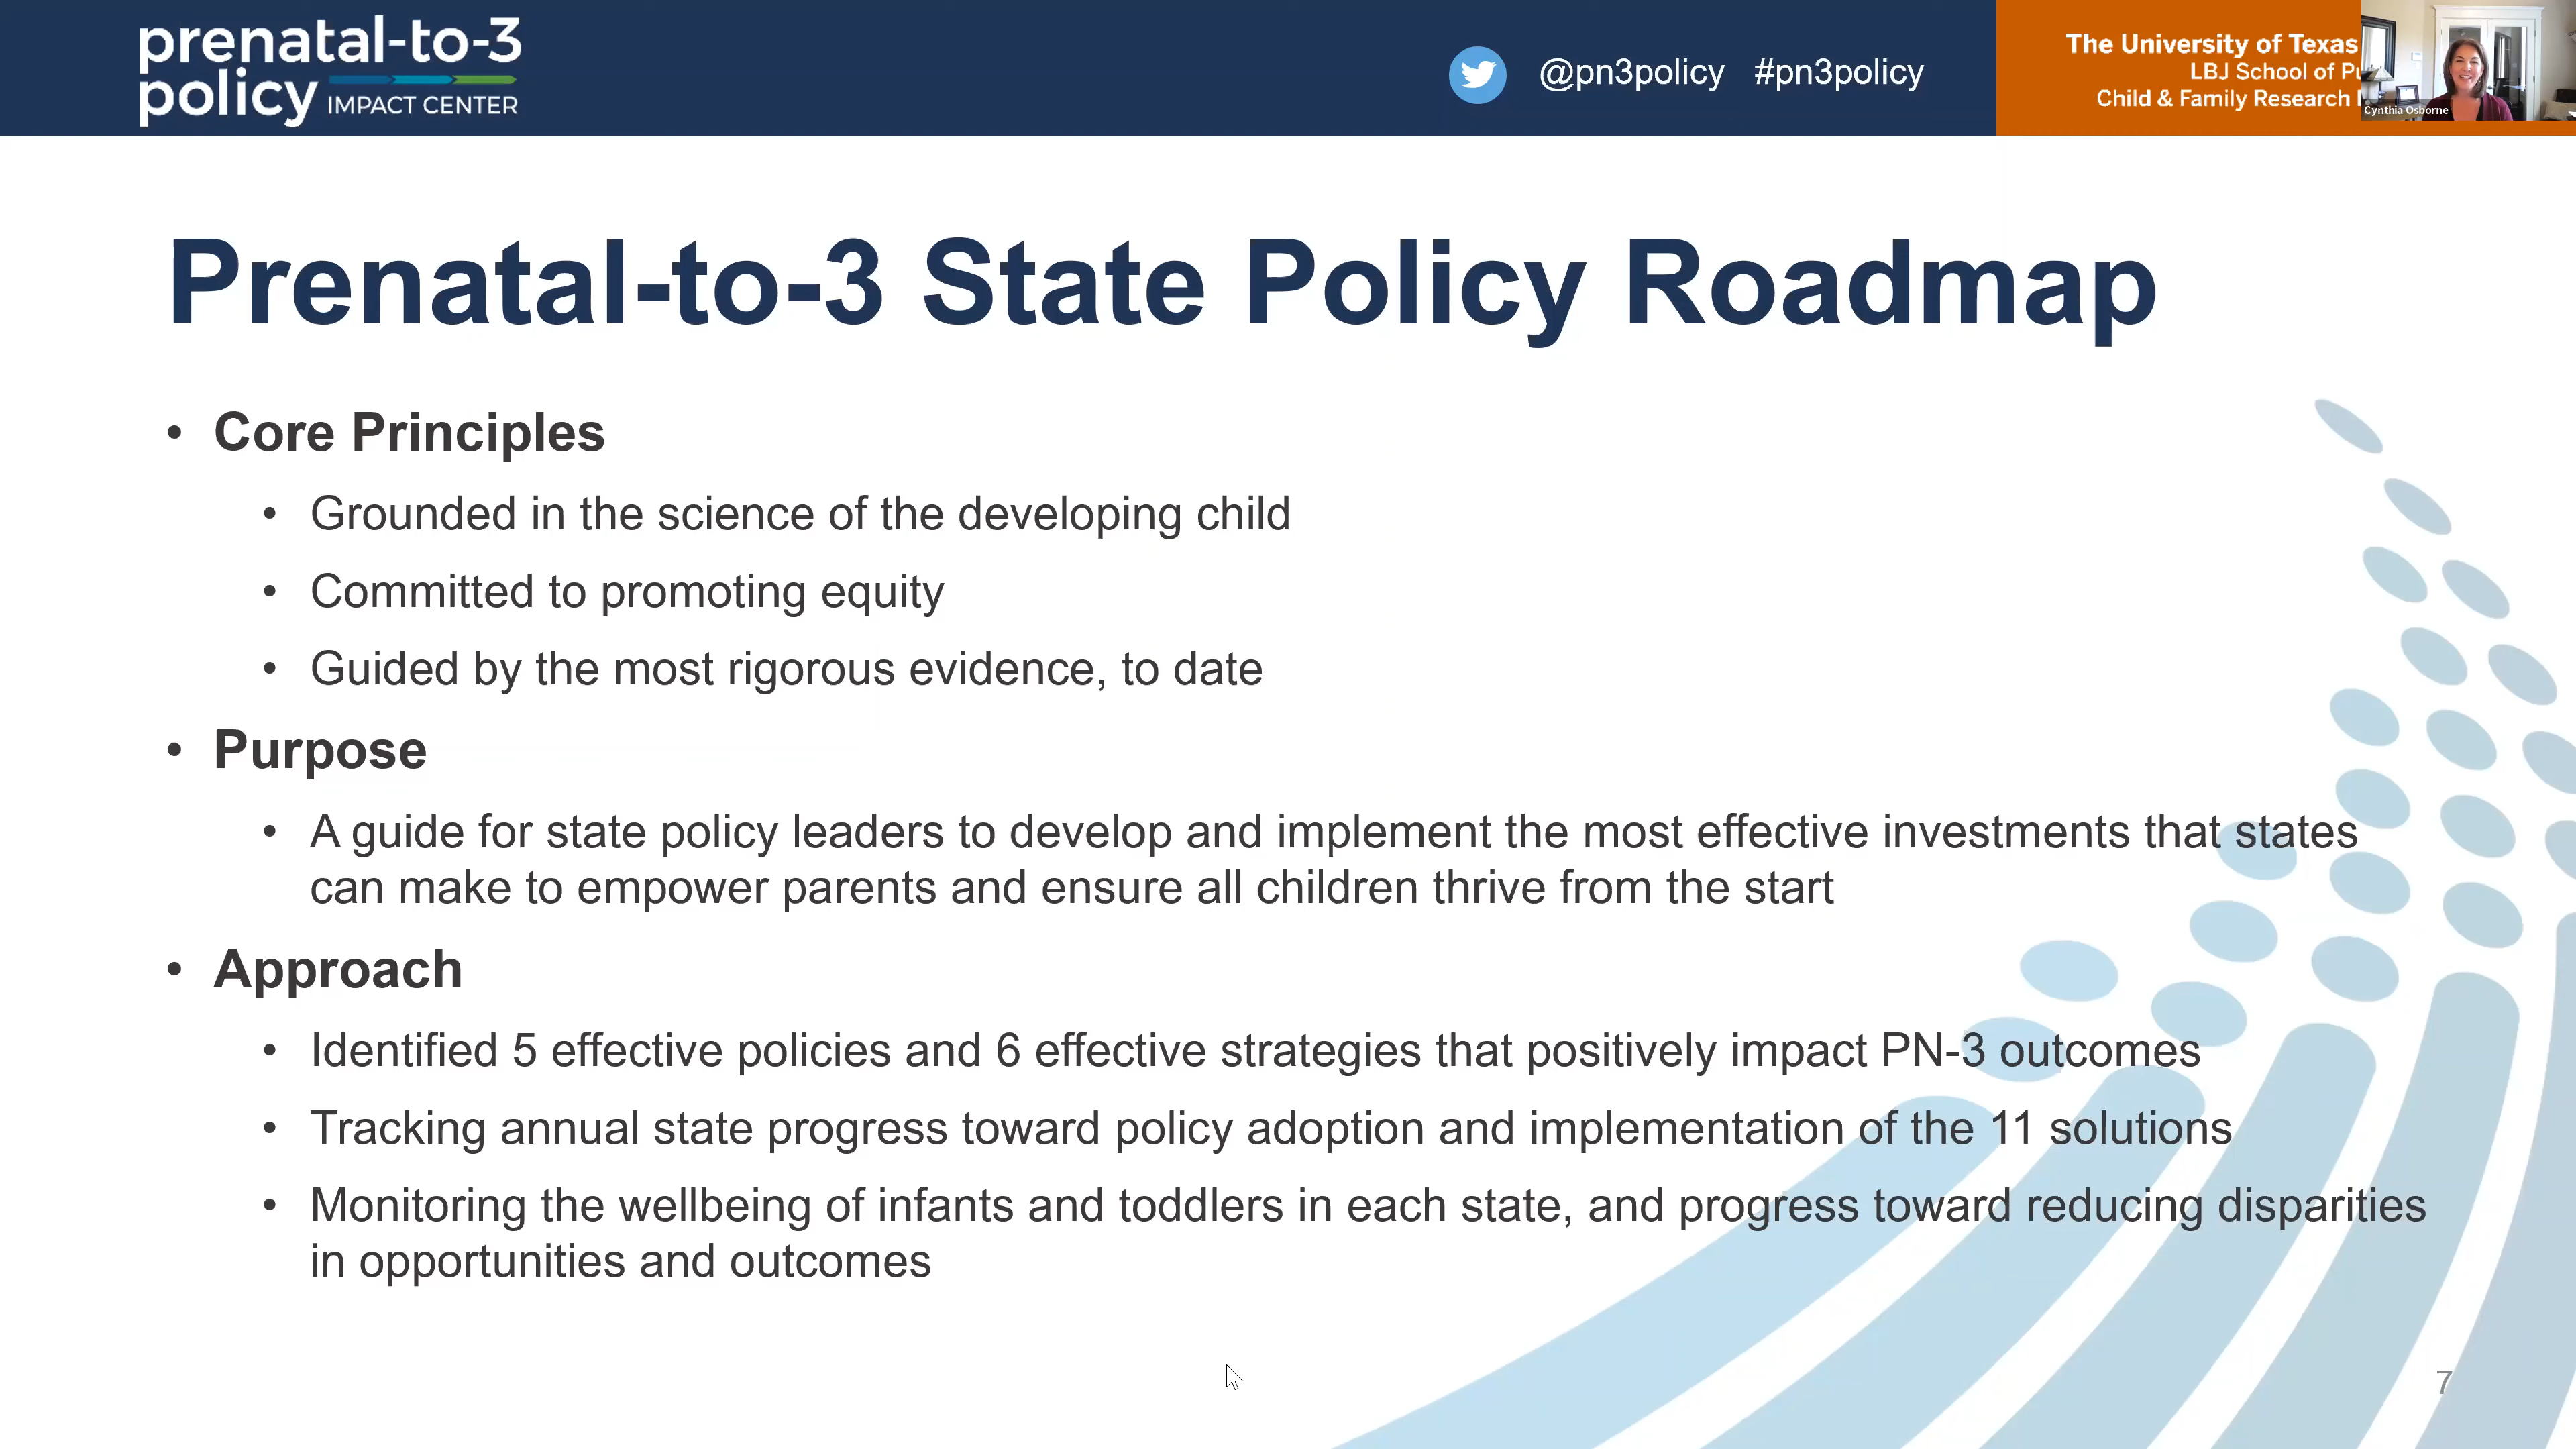 prenatal-to-3
policy IMPACT CENTER
@pn3policy #pn3policy
The University of Texas
LBJ School of
Child & Family Research
Cynthia Osborne
Prenatal-to-3 State Policy Roadmap
• Core Principles
• Grounded in the science of the developing child
• Committed to promoting equity
• Guided by the most rigorous evidence, to date
• Purpose
• A guide for state policy leaders to develop and implement the most effective investments that states
can make to empower parents and ensure all children thrive from the start
• Approach
• Identified 5 effective policies and 6 effective strategies that positively impact PN-3 outcomes
• Tracking annual state progress toward policy adoption and implementation of the 11 solutions
• Monitoring the wellbeing of infants and toddlers in each state, and progress toward reducing disparities
in opportunities and outcomes
7